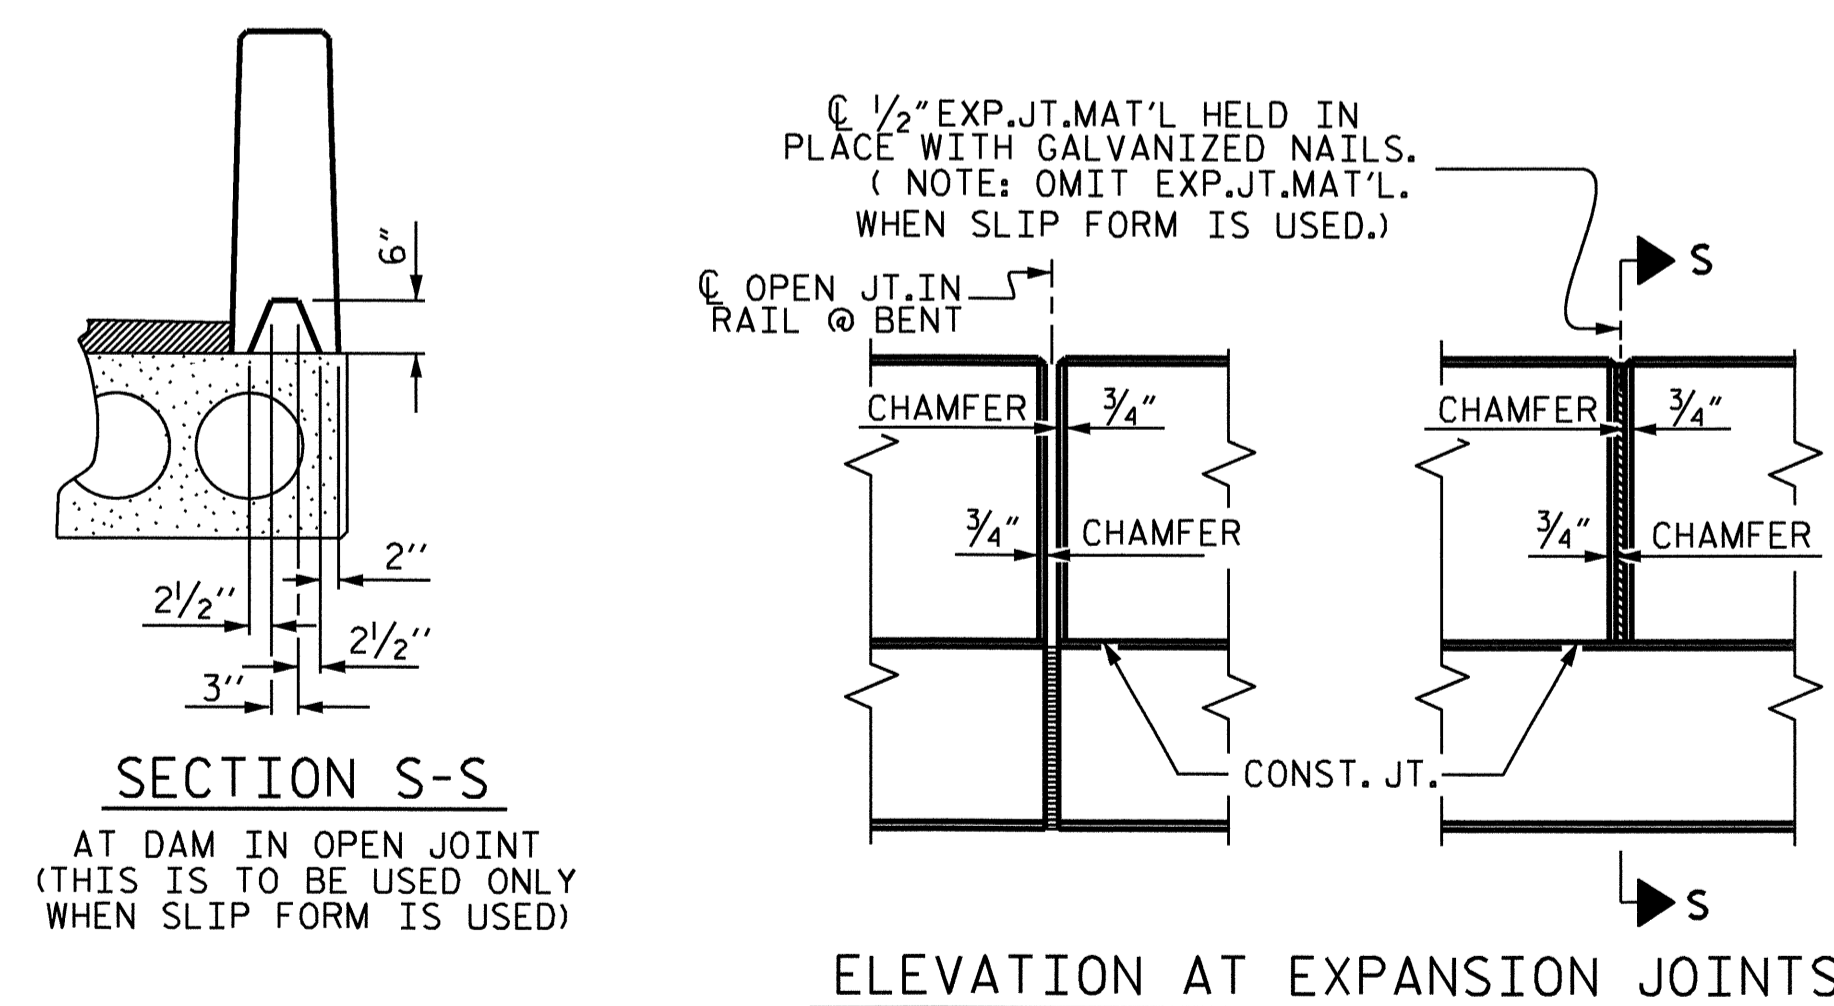 6"
2"
2½"
2½"
3"
SECTION S-S
AT DAM IN OPEN JOINT
(THIS IS TO BE USED ONLY
WHEN SLIP FORM IS USED)
℄ ½" EXP.JT.MAT'L HELD IN
PLACE WITH GALVANIZED NAILS.
( NOTE: OMIT EXP.JT.MAT'L.
WHEN SLIP FORM IS USED.)
℄ OPEN JT.IN
RAIL @ BENT
S
CHAMFER ¾"
¾" CHAMFER
CHAMFER ¾"
¾" CHAMFER
CONST. JT.
S
ELEVATION AT EXPANSION JOINTS